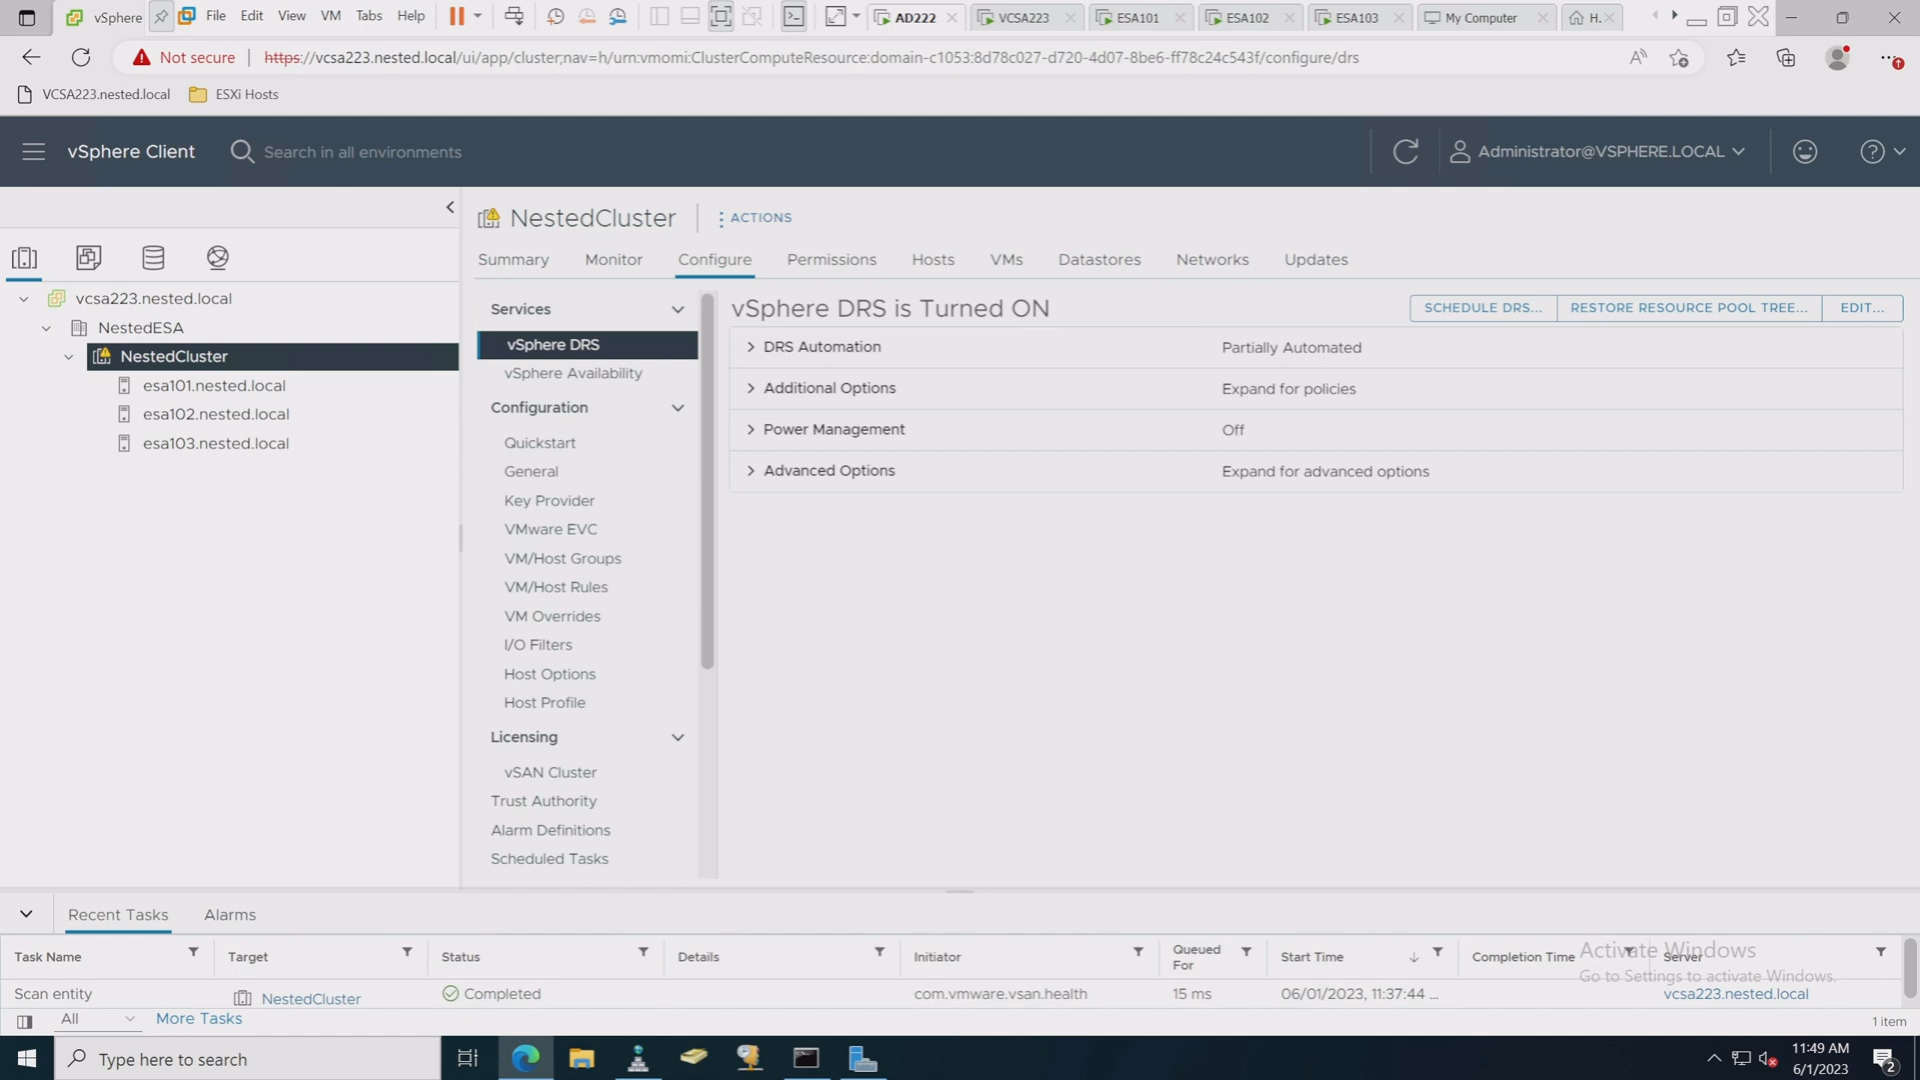 vSphere
File Edit View VM Tabs Help
AD222 VCSA223 ESA101 ESA102 ESA103 My Computer H.
Not secure https://vcsa223.nested.local/ui/app/cluster;nav=h/urn:vmomi:ClusterComputeResource:domain-c1053:8d78c027-d720-4d07-8be6-ff78c24c543f/configure/drs
VCSA223.nested.local ESXi Hosts
vSphere Client Search in all environments Administrator@VSPHERE.LOCAL
NestedCluster ACTIONS
Summary Monitor Configure Permissions Hosts VMs Datastores Networks Updates
vcsa223.nested.local
NestedESA
NestedCluster
esa101.nested.local
esa102.nested.local
esa103.nested.local
Services
vSphere DRS
vSphere Availability
Configuration
Quickstart
General
Key Provider
VMware EVC
VM/Host Groups
VM/Host Rules
VM Overrides
I/O Filters
Host Options
Host Profile
Licensing
vSAN Cluster
Trust Authority
Alarm Definitions
Scheduled Tasks
vSphere DRS is Turned ON SCHEDULE DRS... RESTORE RESOURCE POOL TREE... EDIT...
DRS Automation Partially Automated
Additional Options Expand for policies
Power Management Off
Advanced Options Expand for advanced options
Recent Tasks Alarms
Task Name Target Status Details Initiator Queued For Start Time Completion Time Server
Activate Windows
Go to Settings to activate Windows.
Scan entity NestedCluster Completed com.vmware.vsan.health 15 ms 06/01/2023, 11:37:44 ... vcsa223.nested.local
All More Tasks 1 item
Type here to search 11:49 AM
6/1/2023 2